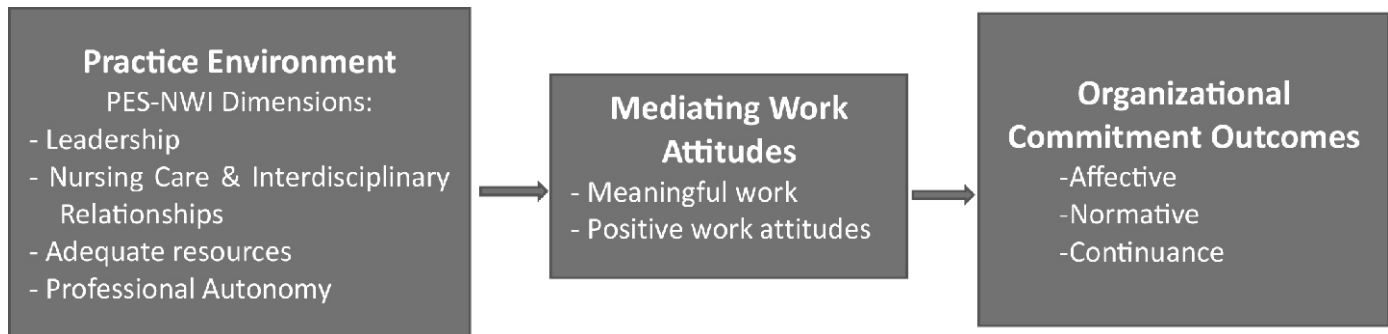 Practice Environment
PES-NWI Dimensions:
- Leadership
- Nursing Care & Interdisciplinary
Relationships
- Adequate resources
- Professional Autonomy
Mediating Work
Attitudes
- Meaningful work
- Positive work attitudes
Organizational
Commitment Outcomes
-Affective
-Normative
-Continuance